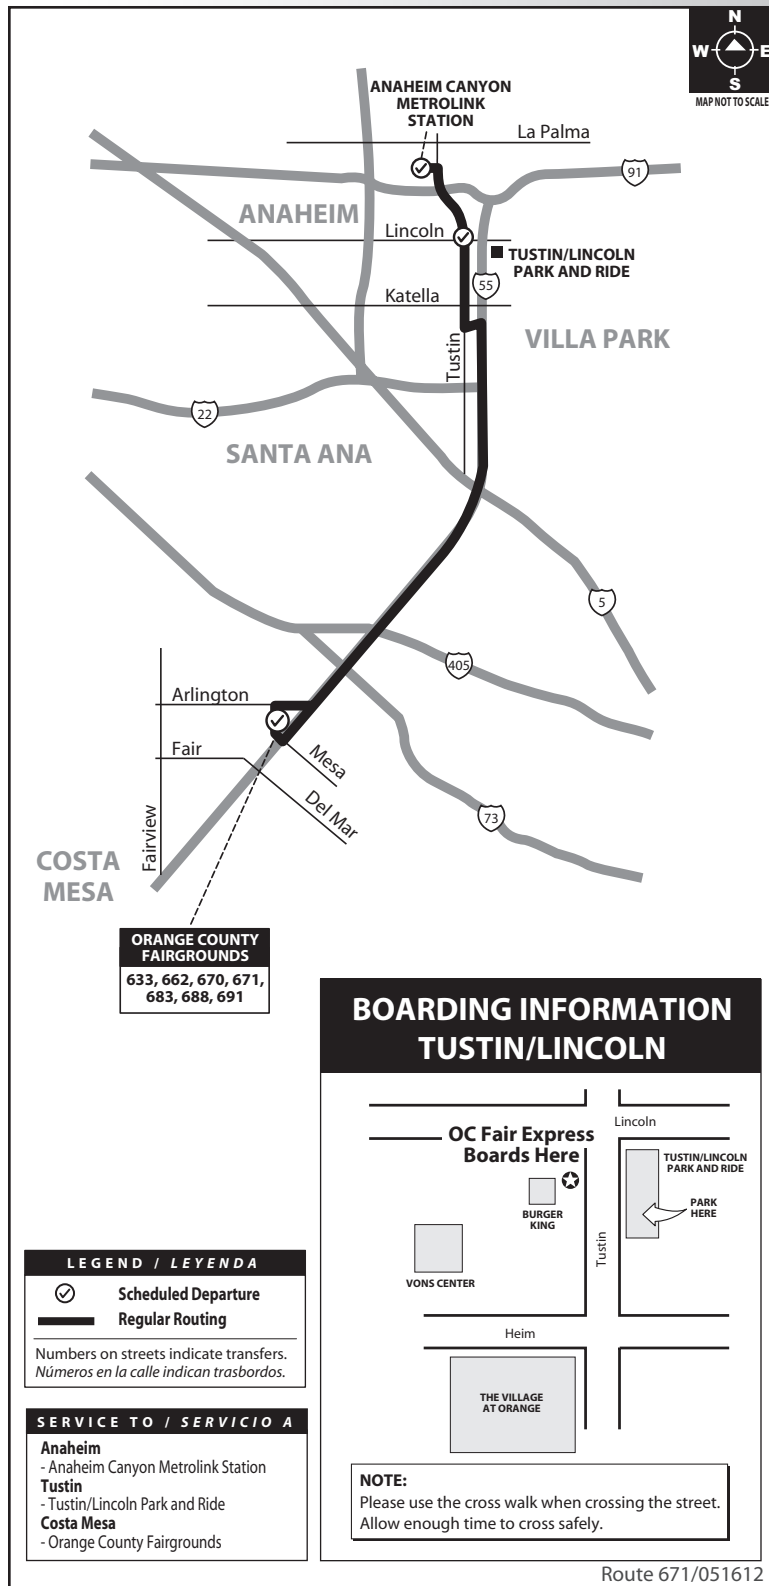 N
W E
S
MAP NOT TO SCALE
ANAHEIM CANYON
METROLINK
STATION
La Palma
91
ANAHEIM
Lincoln
TUSTIN/LINCOLN
PARK AND RIDE
55
Katella
VILLA PARK
Tustin
22
SANTA ANA
5
405
Arlington
Fair
Mesa
Del Mar
Fairview
73
COSTA
MESA
ORANGE COUNTY
FAIRGROUNDS
633, 662, 670, 671,
683, 688, 691
BOARDING INFORMATION
TUSTIN/LINCOLN
Lincoln
OC Fair Express
Boards Here
TUSTIN/LINCOLN
PARK AND RIDE
PARK
HERE
BURGER
KING
Tustin
VONS CENTER
Heim
THE VILLAGE
AT ORANGE
NOTE:
Please use the cross walk when crossing the street.
Allow enough time to cross safely.
LEGEND / LEYENDA
Scheduled Departure
Regular Routing
Numbers on streets indicate transfers.
Números en la calle indican trasbordos.
SERVICE TO / SERVICIO A
Anaheim
- Anaheim Canyon Metrolink Station
Tustin
- Tustin/Lincoln Park and Ride
Costa Mesa
- Orange County Fairgrounds
Route 671/051612